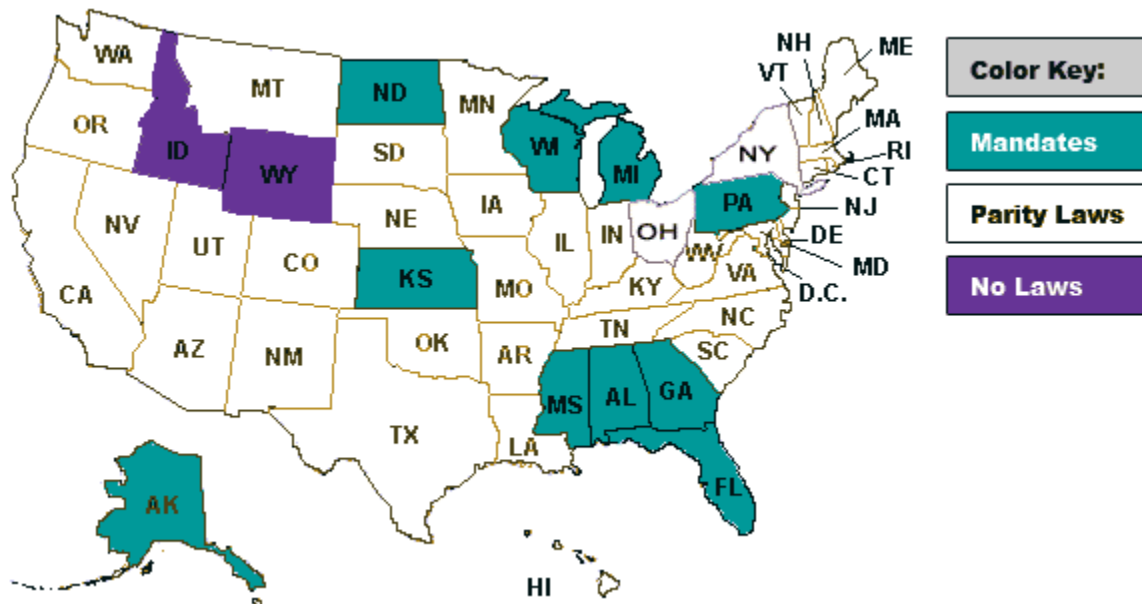 WA
MT
ND
MN
NH
VT
ME
OR
ID
WY
SD
WI
MI
NY
MA
RI
CT
NV
UT
CO
NE
IA
IL
IN
OH
PA
NJ
DE
MD
D.C.
CA
KS
MO
KY
WV
VA
AZ
NM
OK
AR
TN
NC
SC
TX
LA
MS
AL
GA
FL
AK
HI
Color Key:
Mandates
Parity Laws
No Laws